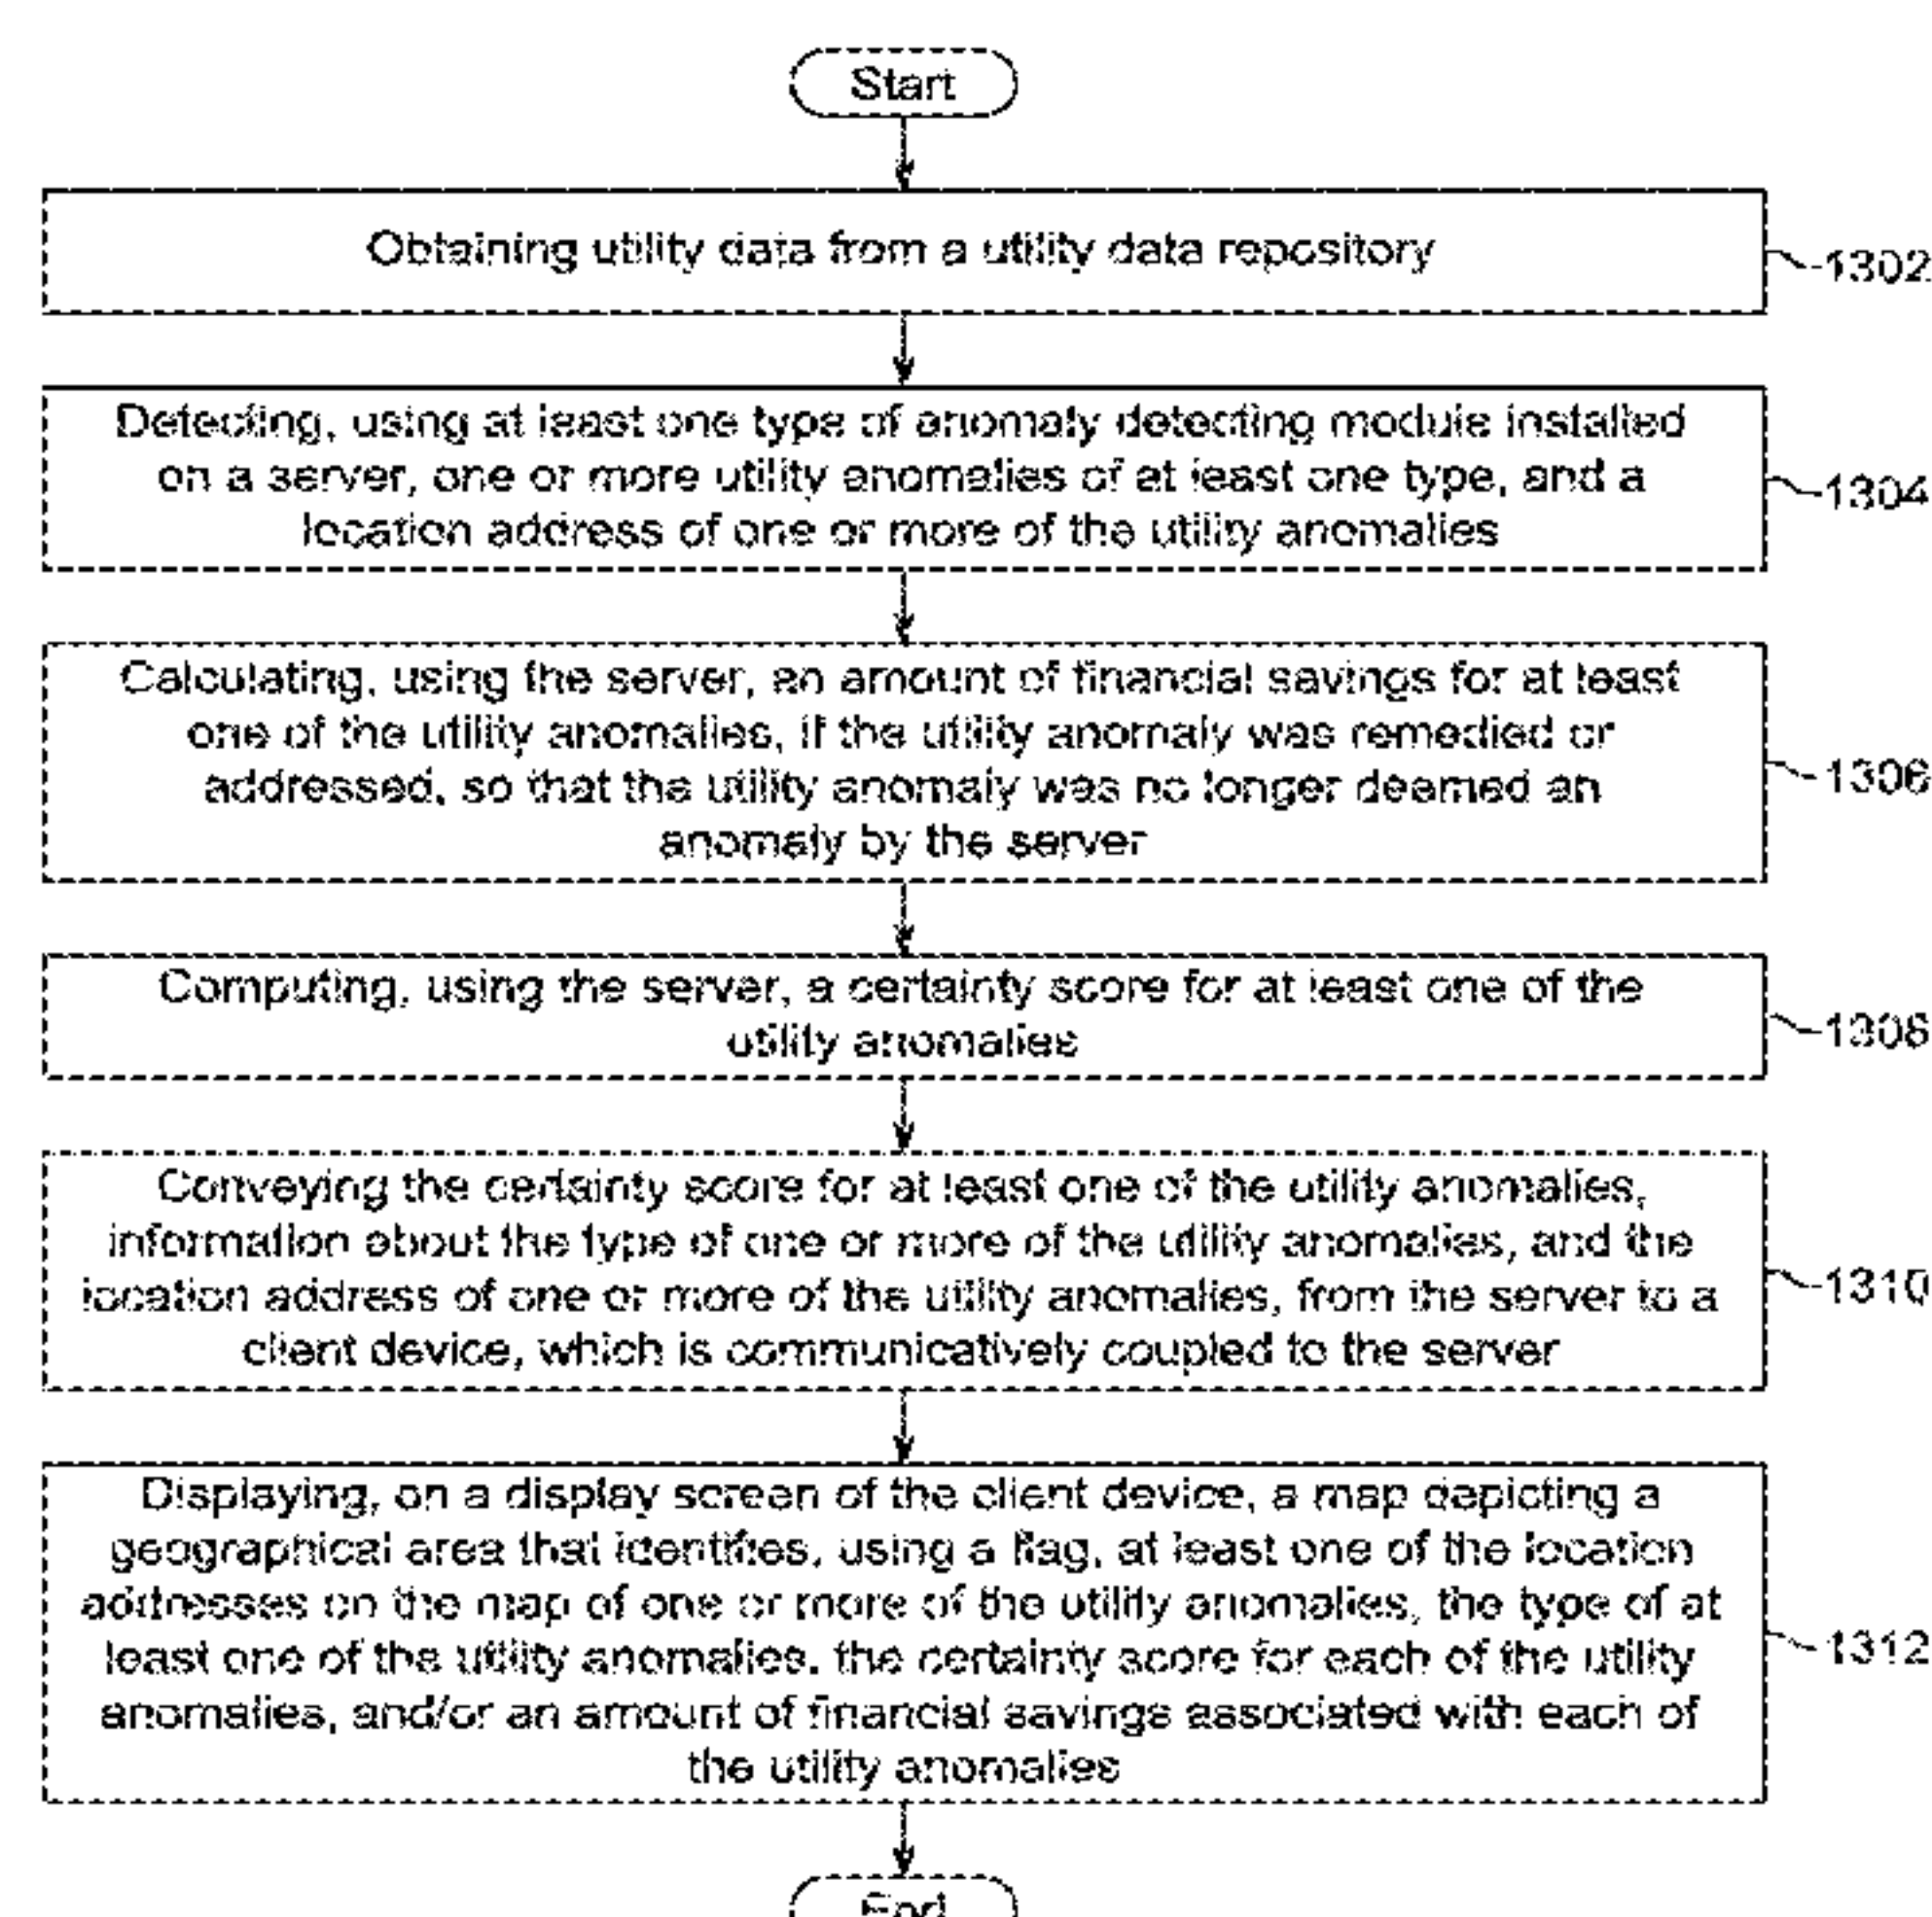 Start
Obtaining utility data from a utility data repository
1302
Detecting, using at least one type of anomaly detecting module installed
on a server, one or more utility anomalies of at least one type, and a
location address of one or more of the utility anomalies
1304
Calculating, using the server, an amount of financial savings for at least
one of the utility anomalies, if the utility anomaly was remedied or
addressed, so that the utility anomaly was no longer deemed an
anomaly by the server
1306
Computing, using the server, a certainty score for at least one of the
utility anomalies
1308
Conveying the certainty score for at least one of the utility anomalies,
information about the type of one or more of the utility anomalies, and the
location address of one or more of the utility anomalies, from the server to a
client device, which is communicatively coupled to the server
1310
Displaying, on a display screen of the client device, a map depicting a
geographical area that identifies, using a flag, at least one of the location
addresses on the map of one or more of the utility anomalies, the type of at
least one of the utility anomalies, the certainty score for each of the utility
anomalies, and/or an amount of financial savings associated with each of
the utility anomalies
1312
End